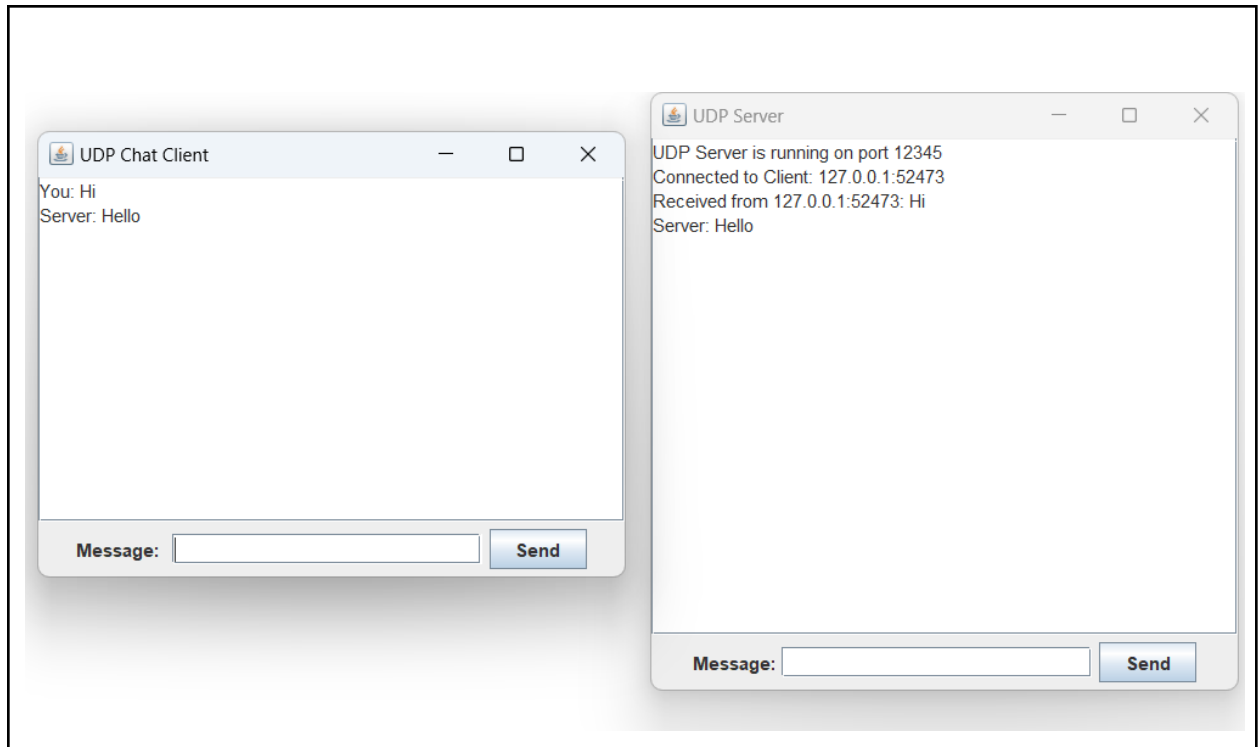 UDP Chat Client
You: Hi
Server: Hello
Message:
Send
UDP Server
UDP Server is running on port 12345
Connected to Client: 127.0.0.1:52473
Received from 127.0.0.1:52473: Hi
Server: Hello
Message:
Send